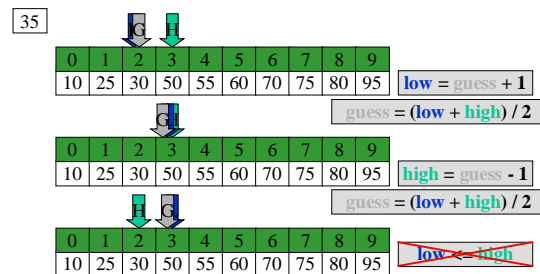 35
G H
0 1 2 3 4 5 6 7 8 9
10 25 30 50 55 60 70 75 80 95
low = guess + 1
guess = (low + high) / 2
G H
0 1 2 3 4 5 6 7 8 9
10 25 30 50 55 60 70 75 80 95
high = guess - 1
guess = (low + high) / 2
H G
0 1 2 3 4 5 6 7 8 9
10 25 30 50 55 60 70 75 80 95
low <= high